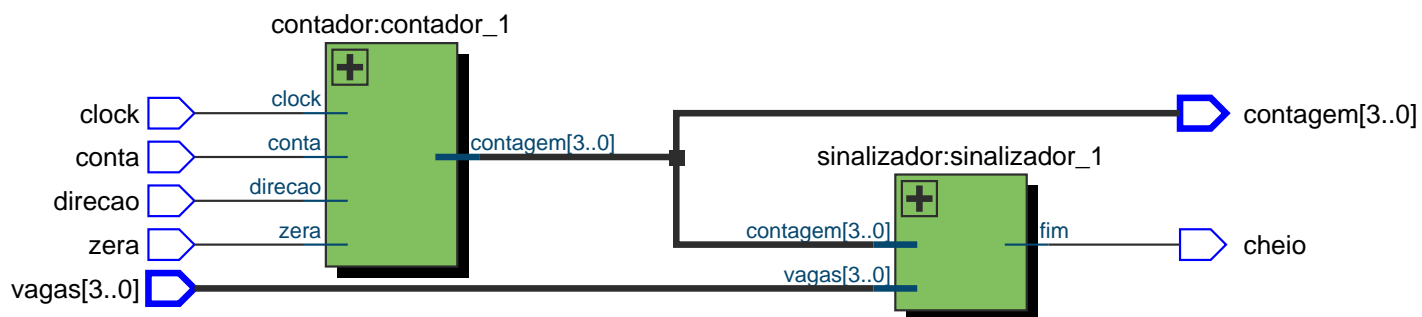 contador:contador_1
clock
conta
direcao
zera
vagas[3..0]
clock
conta
direcao
zera
contagem[3..0]
contagem[3..0]
sinalizador:sinalizador_1
contagem[3..0]
vagas[3..0]
fim
cheio